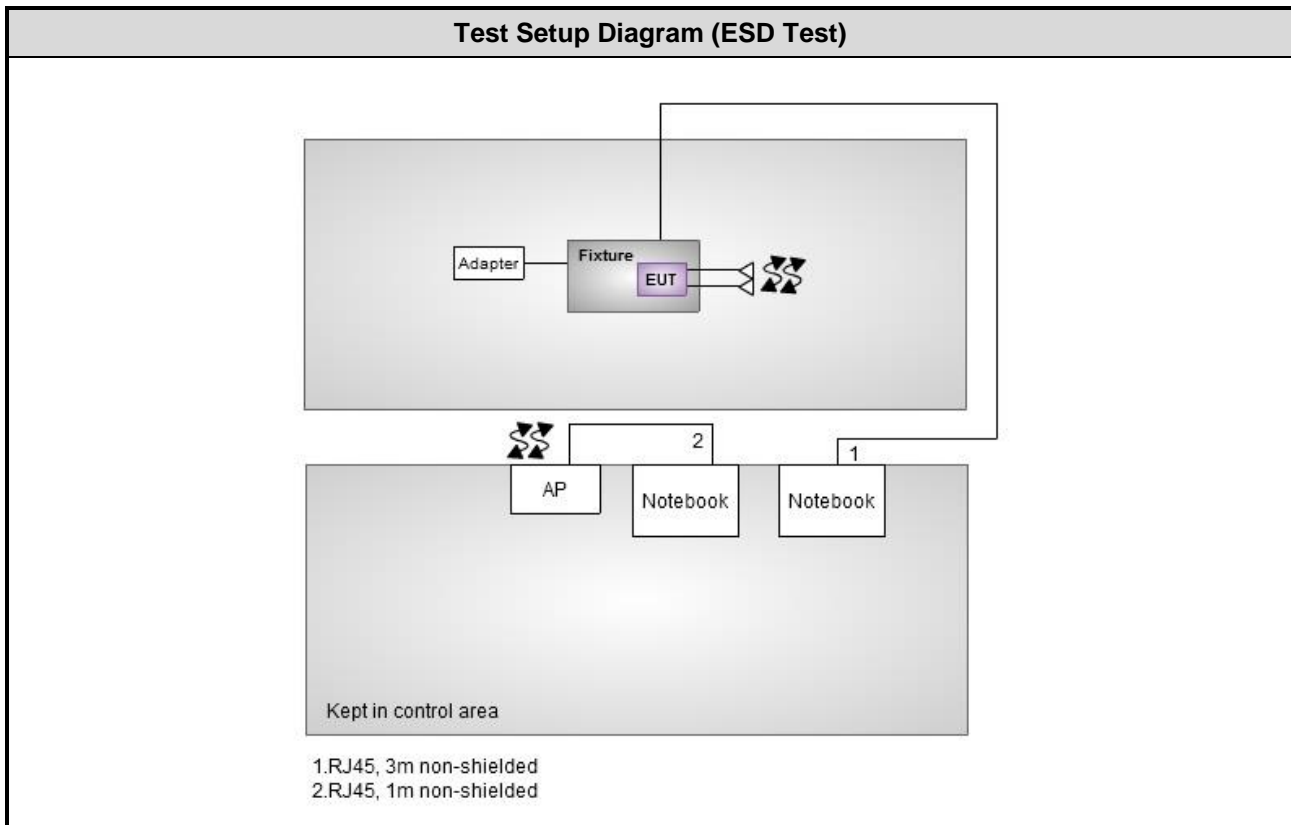 Test Setup Diagram (ESD Test)
Adapter
Fixture
EUT
2
1
AP
Notebook
Notebook
Kept in control area
1.RJ45, 3m non-shielded
2.RJ45, 1m non-shielded